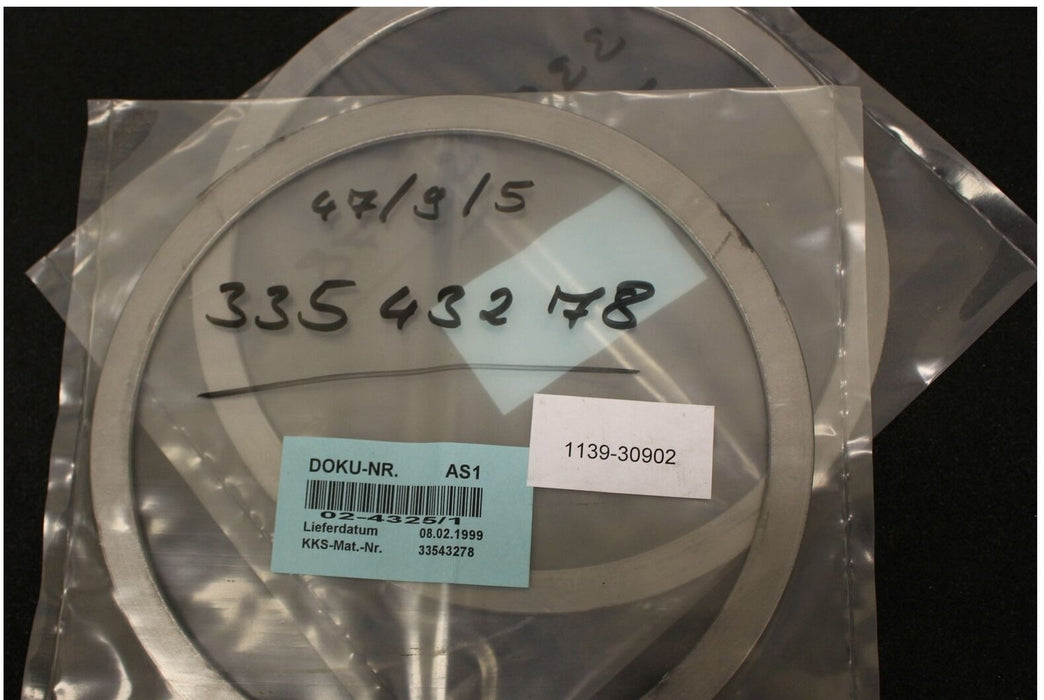 47/9/5
335 432 78
1139-30902
DOKU-NR. AS1
02-4325/1
Lieferdatum 08.02.1999
KKS-Mat.-Nr. 33543278